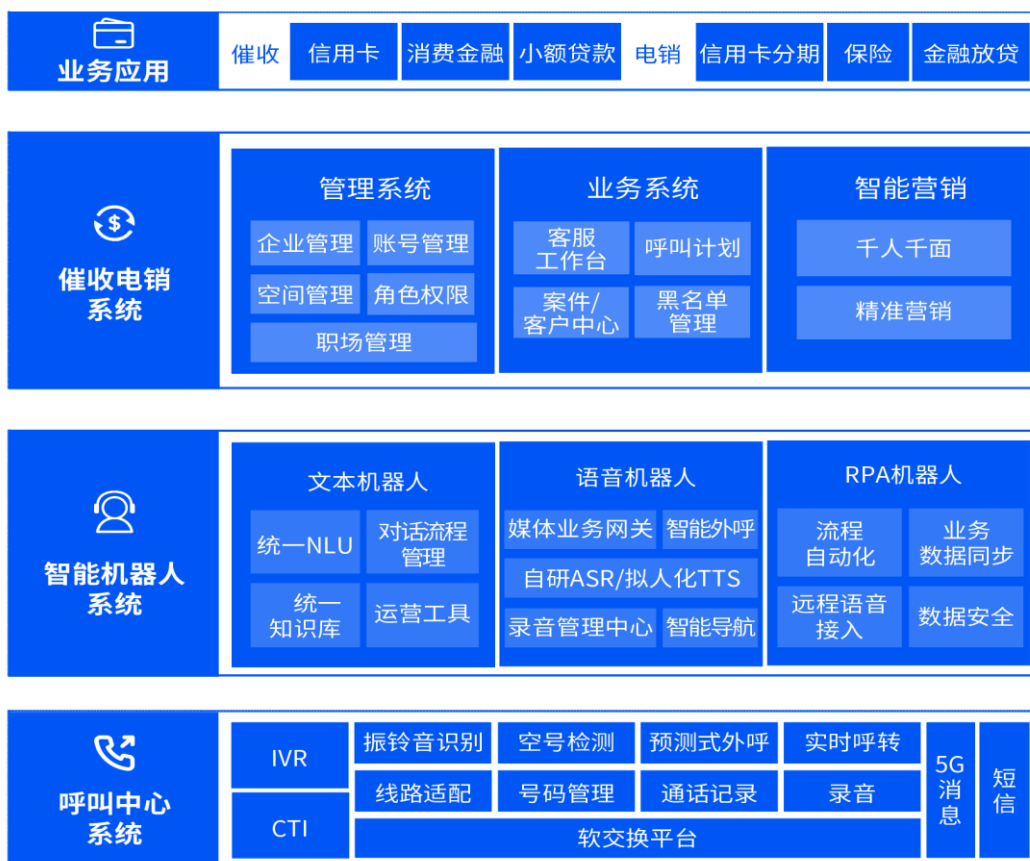 业务应用
催收
信用卡
消费金融
小额贷款
电销
信用卡分期
保险
金融放贷
催收电销
系统
管理系统
企业管理
账号管理
空间管理
角色权限
职场管理
业务系统
客服
工作台
呼叫计划
案件/
客户中心
黑名单
管理
智能营销
千人千面
精准营销
智能机器人
系统
文本机器人
统一NLU
对话流程
管理
统一
知识库
运营工具
语音机器人
媒体业务网关
智能外呼
自研ASR/拟人化TTS
录音管理中心
智能导航
RPA机器人
流程
自动化
业务
数据同步
远程语音
接入
数据安全
呼叫中心
系统
IVR
CTI
振铃音识别
空号检测
预测式外呼
实时呼转
线路适配
号码管理
通话记录
录音
软交换平台
5G
消
息
短
信